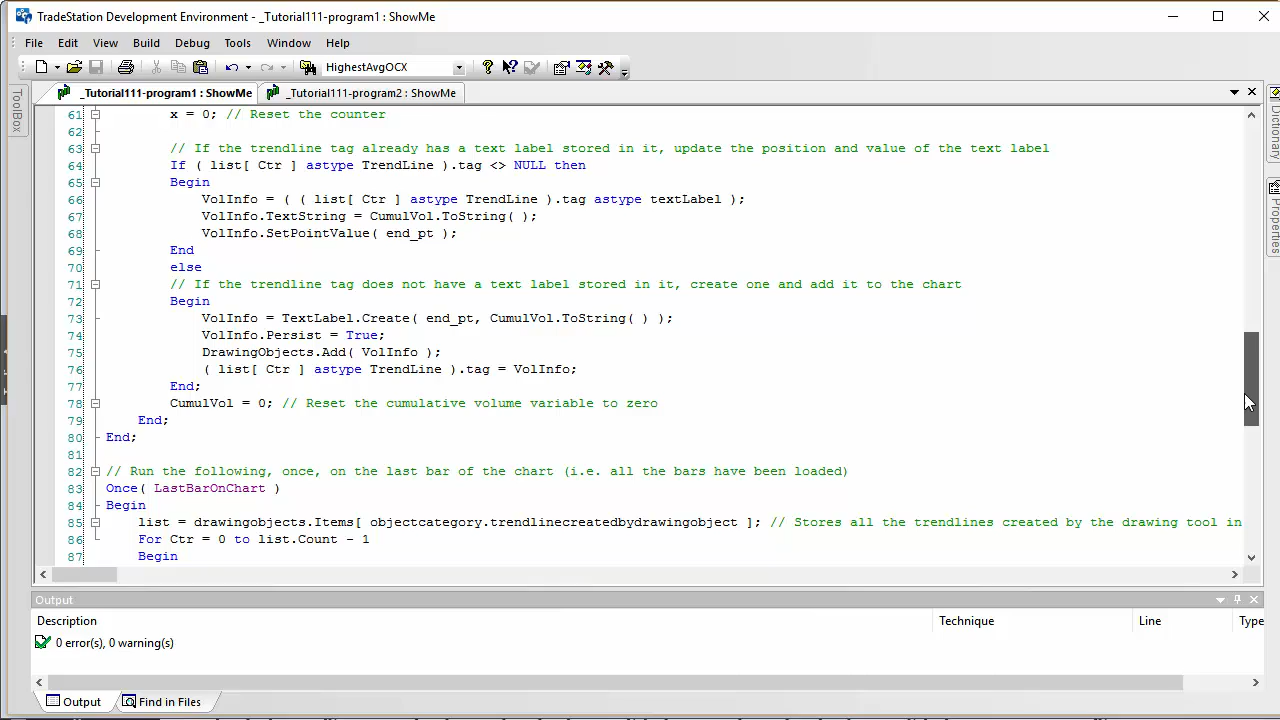 TradeStation Development Environment - _Tutorial111-program1 : ShowMe
File Edit View Build Debug Tools Window Help
HighestAvgOCX
ToolBox
_Tutorial111-program1 : ShowMe _Tutorial111-program2 : ShowMe
Dictionary
Properties
61 x = 0; // Reset the counter
62
63 // If the trendline tag already has a text label stored in it, update the position and value of the text label
64 If ( list[ Ctr ] astype TrendLine ).tag <> NULL then
65 Begin
66 VolInfo = ( ( list[ Ctr ] astype TrendLine ).tag astype textLabel );
67 VolInfo.TextString = CumulVol.ToString( );
68 VolInfo.SetPointValue( end_pt );
69 End
70 else
71 // If the trendline tag does not have a text label stored in it, create one and add it to the chart
72 Begin
73 VolInfo = TextLabel.Create( end_pt, CumulVol.ToString( ) );
74 VolInfo.Persist = True;
75 DrawingObjects.Add( VolInfo );
76 ( list[ Ctr ] astype TrendLine ).tag = VolInfo;
77 End;
78 CumulVol = 0; // Reset the cumulative volume variable to zero
79 End;
80 End;
81
82 // Run the following, once, on the last bar of the chart (i.e. all the bars have been loaded)
83 Once( LastBarOnChart )
84 Begin
85 list = drawingobjects.Items[ objectcategory.trendlinecreatedbydrawingobject ]; // Stores all the trendlines created by the drawing tool in
86 For Ctr = 0 to list.Count - 1
87 Begin
Output
Description Technique Line Type
0 error(s), 0 warning(s)
Output Find in Files